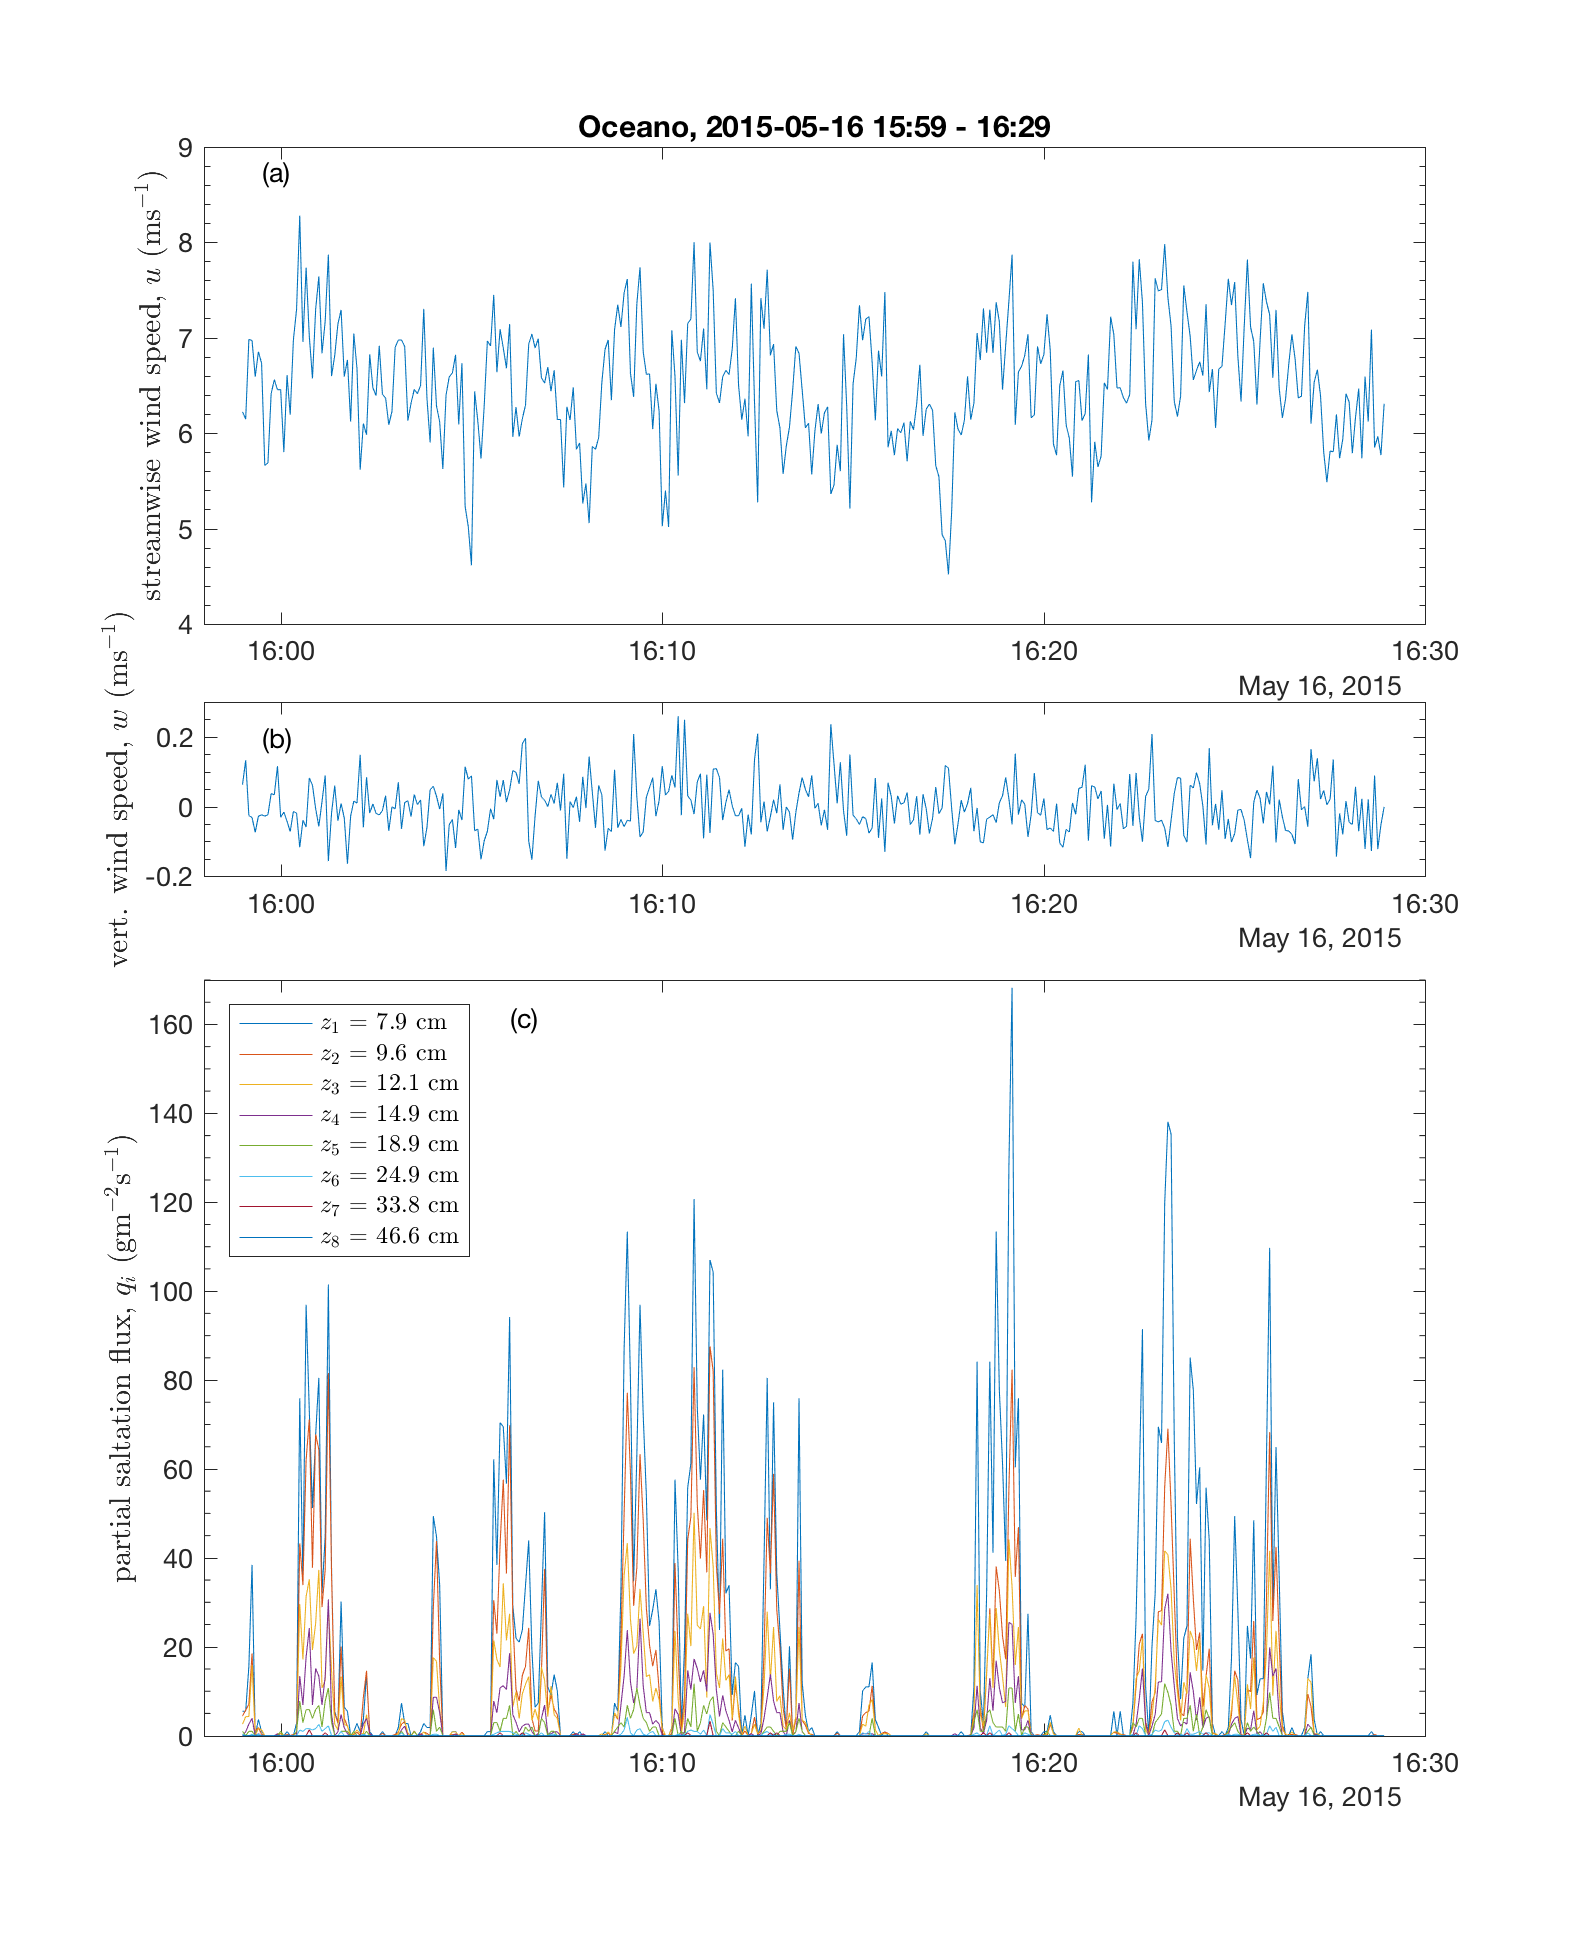 Oceano, 2015-05-16 15:59 - 16:29
(a)
streamwise wind speed, u (ms⁻¹)
9
8
7
6
5
4
16:00 16:10 16:20 16:30
May 16, 2015
(b)
vert. wind speed, w (ms⁻¹)
0.2
0
-0.2
16:00 16:10 16:20 16:30
May 16, 2015
(c)
partial saltation flux, qᵢ (gm⁻²s⁻¹)
z₁ = 7.9 cm
z₂ = 9.6 cm
z₃ = 12.1 cm
z₄ = 14.9 cm
z₅ = 18.9 cm
z₆ = 24.9 cm
z₇ = 33.8 cm
z₈ = 46.6 cm
160
140
120
100
80
60
40
20
0
16:00 16:10 16:20 16:30
May 16, 2015